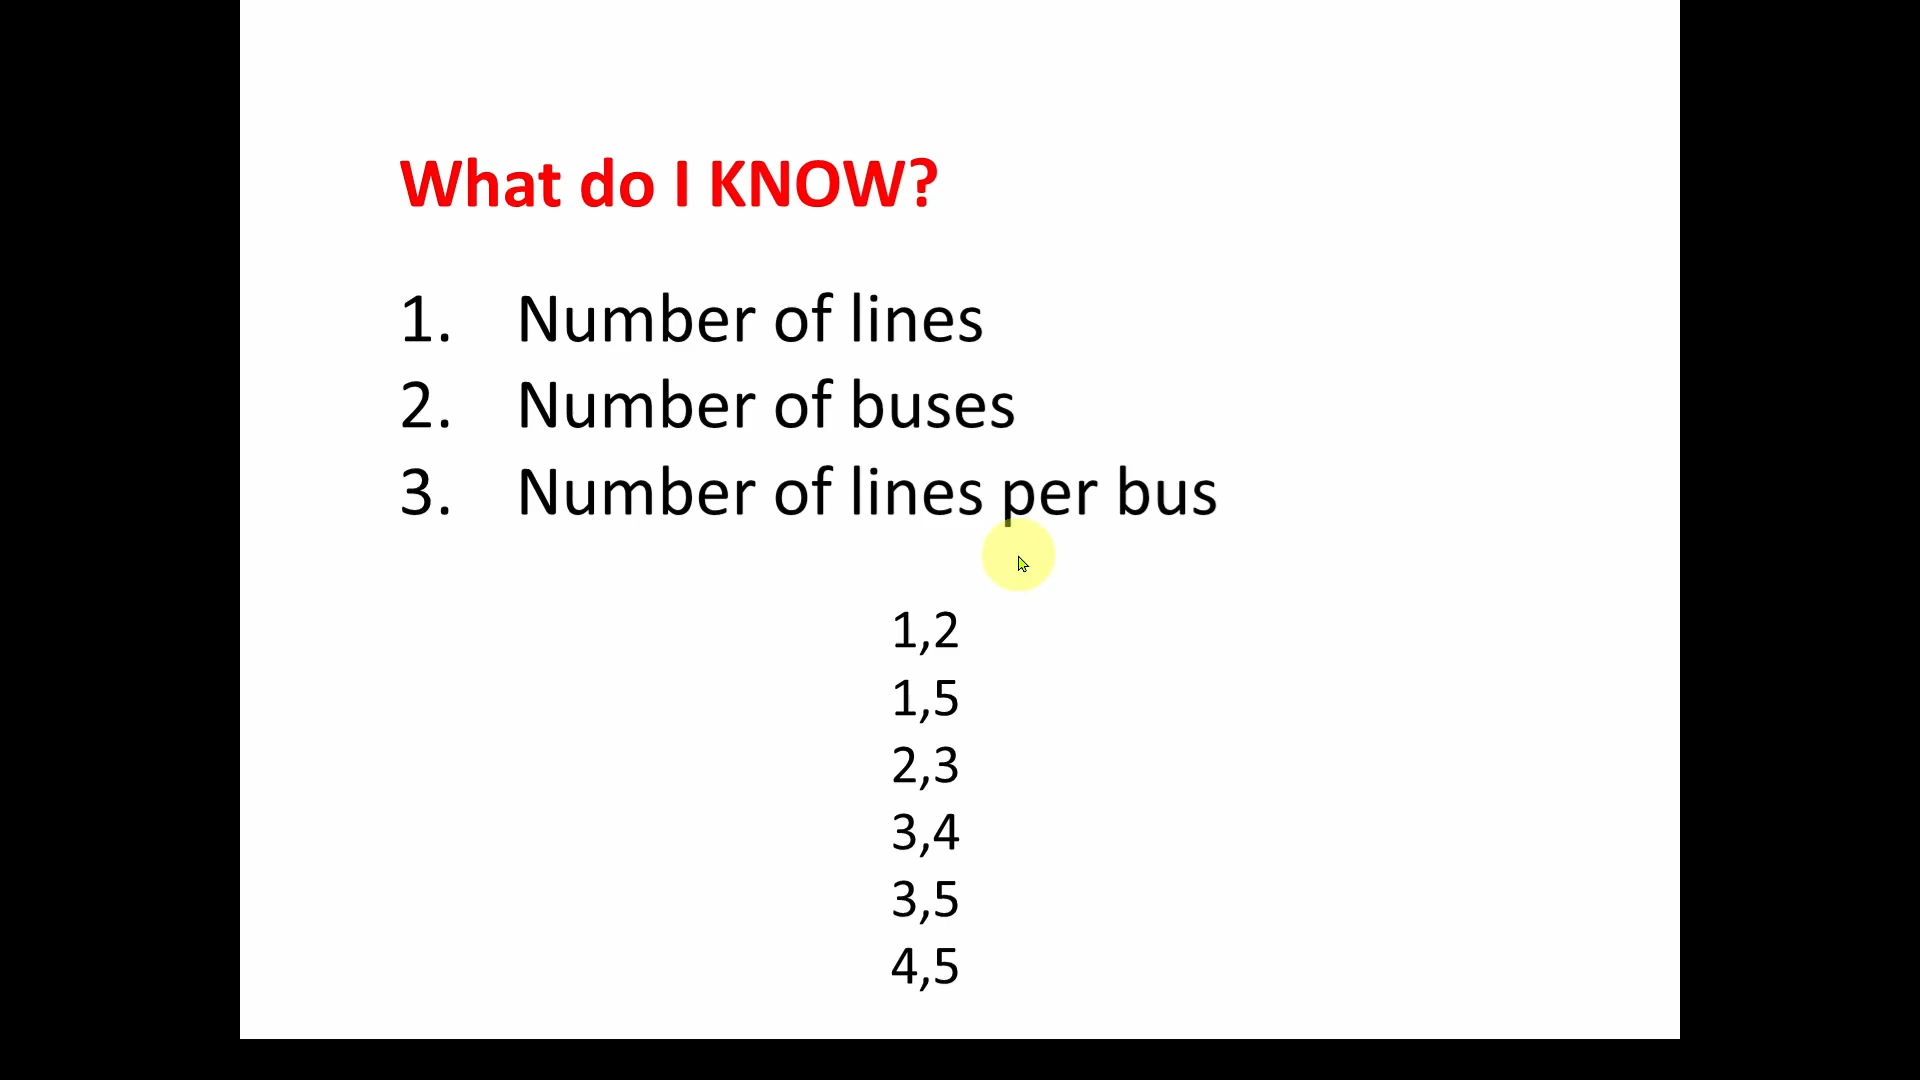 What do I KNOW?
1. Number of lines
2. Number of buses
3. Number of lines per bus
1,2
1,5
2,3
3,4
3,5
4,5